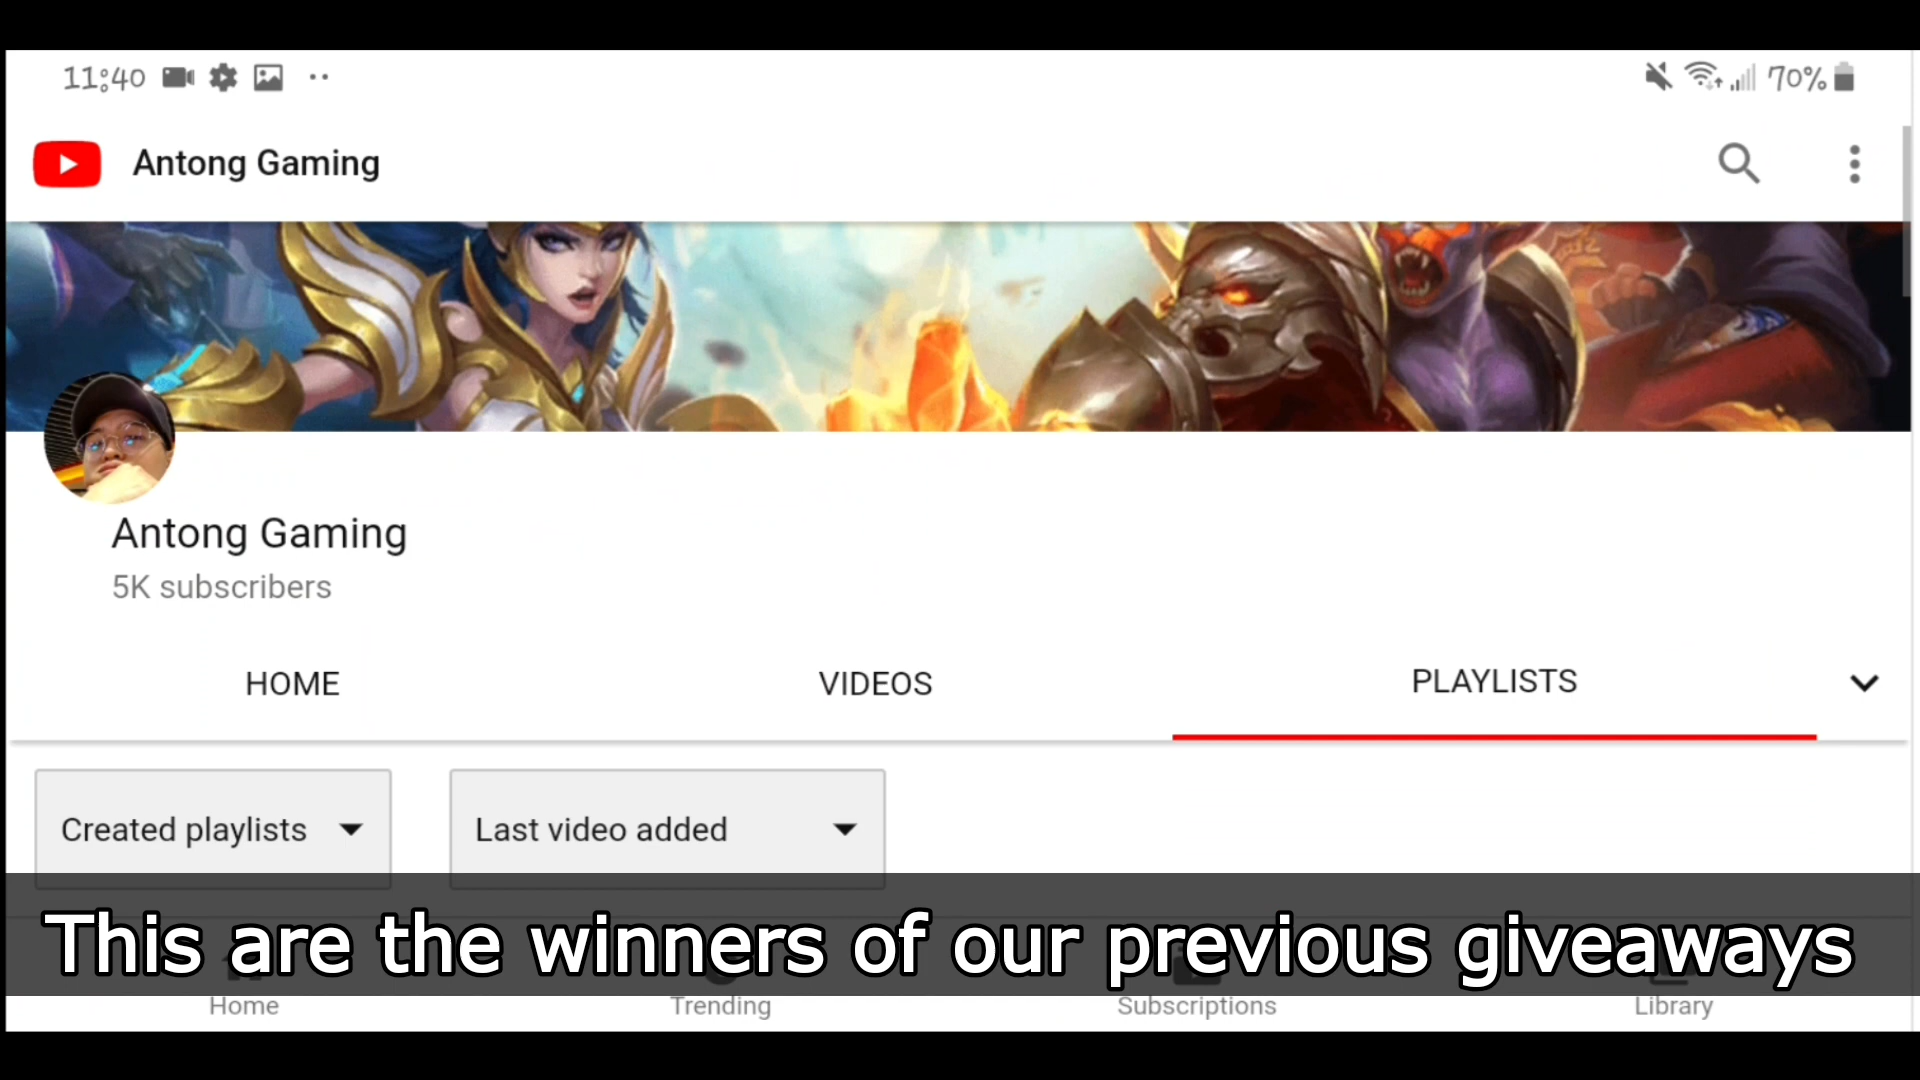 11:40
70%
Antong Gaming
Antong Gaming
5K subscribers
HOME VIDEOS PLAYLISTS
Created playlists Last video added
This are the winners of our previous giveaways
Home Trending Subscriptions Library